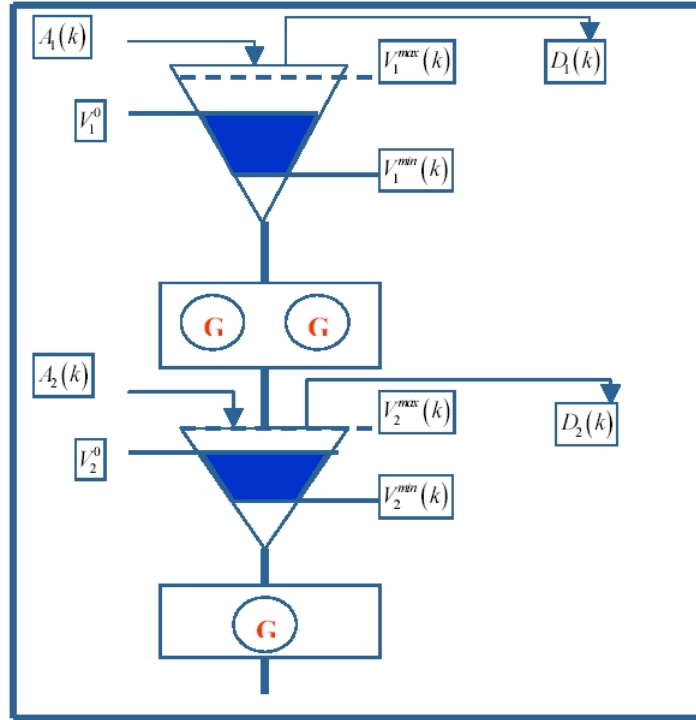 A₁(k)
V₁ᵐᵃˣ(k)
D₁(k)
V₁⁰
V₁ᵐⁱⁿ(k)
G G
A₂(k)
V₂ᵐᵃˣ(k)
D₂(k)
V₂⁰
V₂ᵐⁱⁿ(k)
G